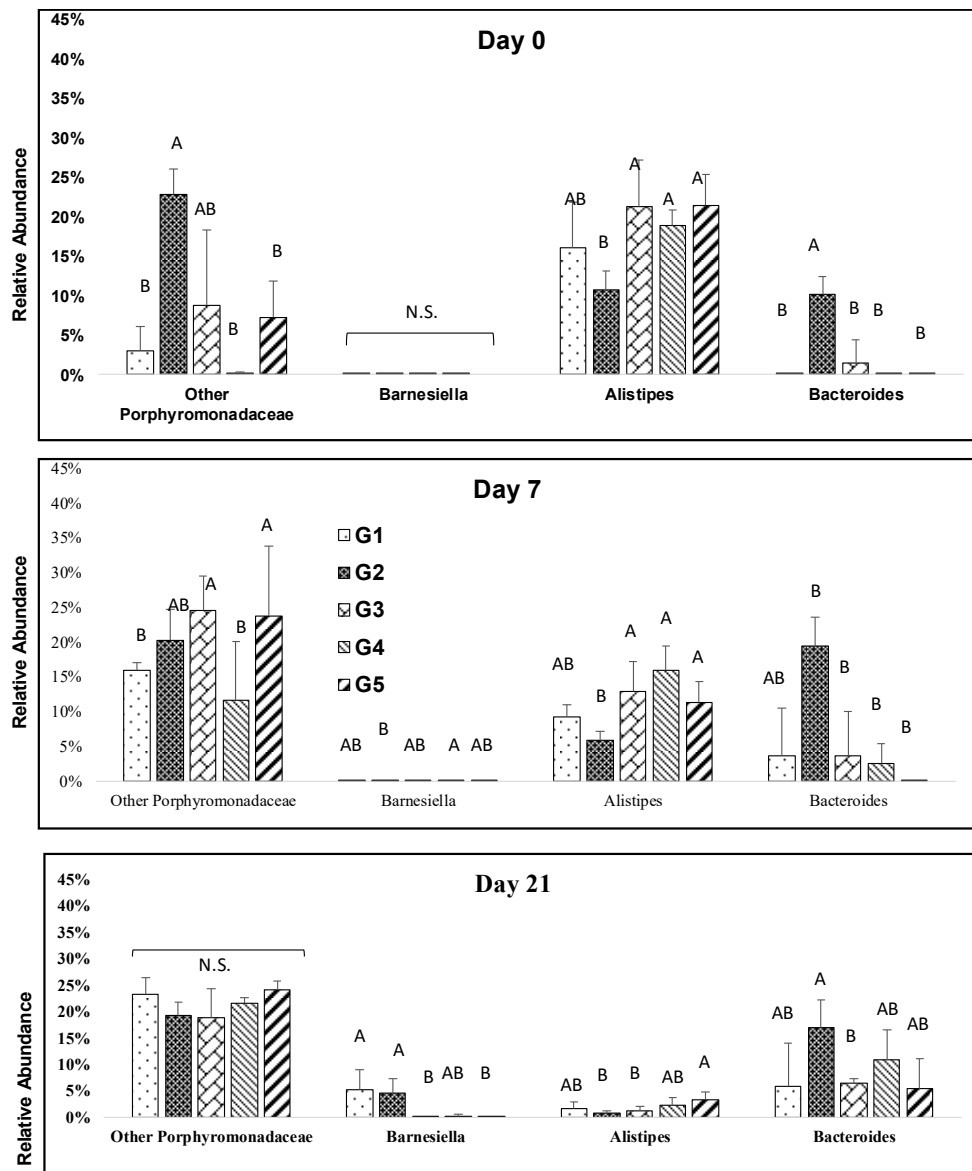 Day 0
Relative Abundance
45%
40%
35%
30%
25%
20%
15%
10%
5%
0%
B
A
AB
B
B
N.S.
AB
B
A
A
A
B
A
B
B
B
Other Porphyromonadaceae
Barnesiella
Alistipes
Bacteroides
Day 7
Relative Abundance
45%
40%
35%
30%
25%
20%
15%
10%
5%
0%
G1
G2
G3
G4
G5
B
AB
A
B
A
AB
B
AB
A
AB
AB
B
A
A
A
AB
B
B
B
B
Other Porphyromonadaceae
Barnesiella
Alistipes
Bacteroides
Day 21
Relative Abundance
45%
40%
35%
30%
25%
20%
15%
10%
5%
0%
N.S.
A
A
B
AB
B
AB
B
B
AB
A
AB
A
B
AB
AB
Other Porphyromonadaceae
Barnesiella
Alistipes
Bacteroides